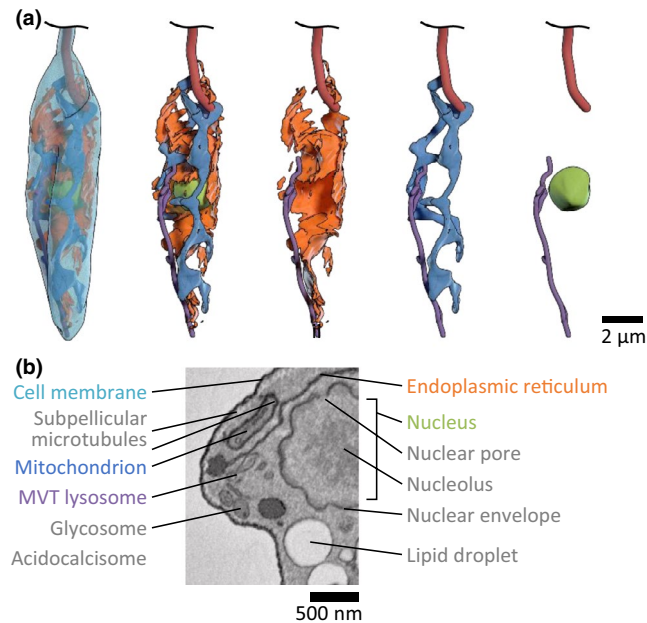 (a)
2 μm
(b)
Cell membrane
Subpellicular
microtubules
Mitochondrion
MVT lysosome
Glycosome
Acidocalcisome
Endoplasmic reticulum
Nucleus
Nuclear pore
Nucleolus
Nuclear envelope
Lipid droplet
500 nm